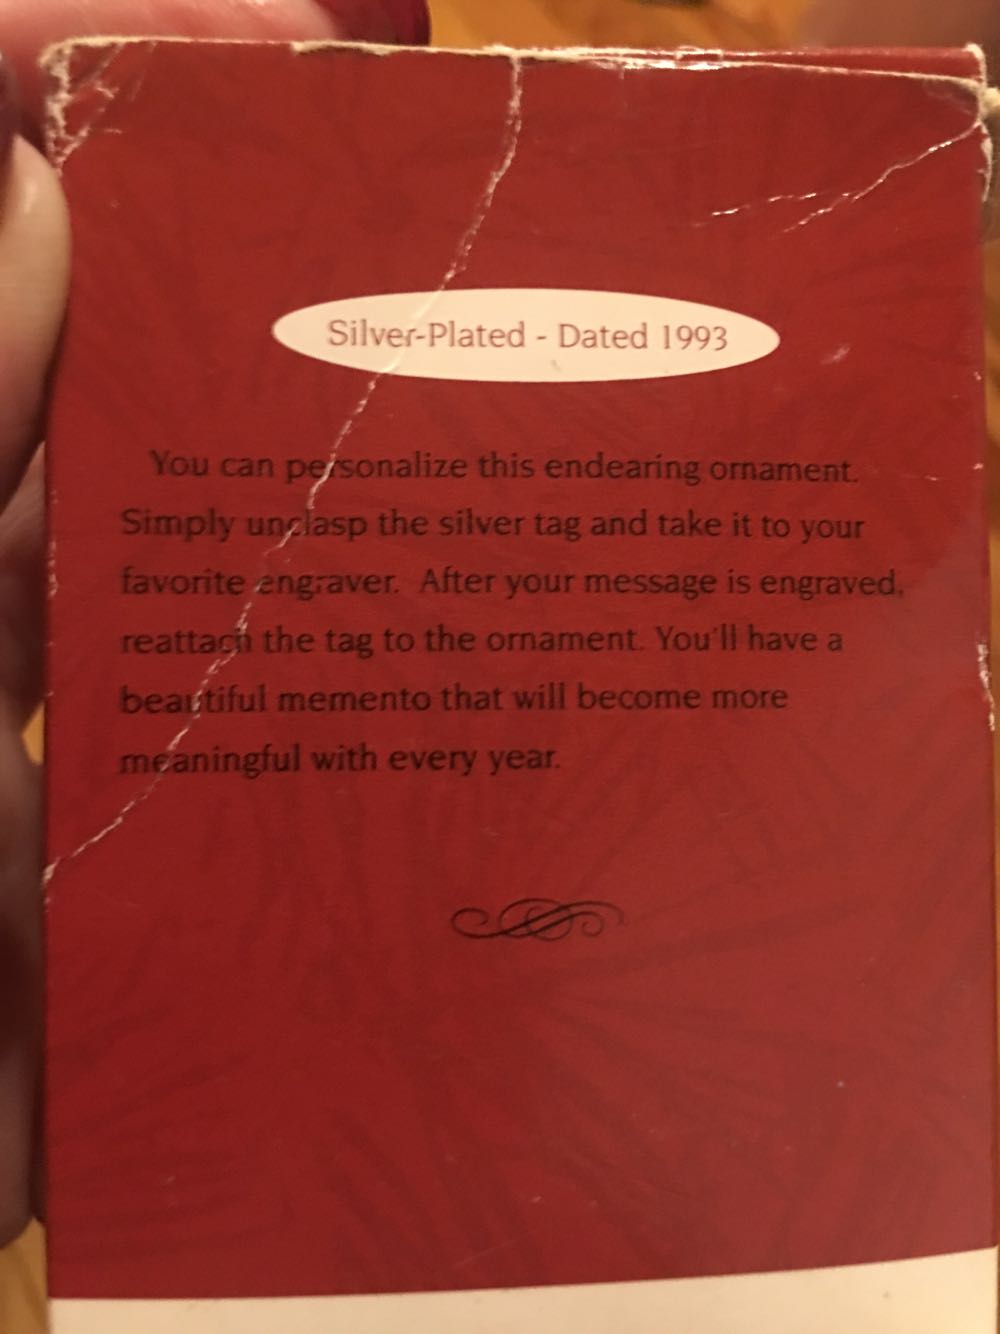 Silver-Plated - Dated 1993
You can personalize this endearing ornament.
Simply unclasp the silver tag and take it to your
favorite engraver. After your message is engraved,
reattach the tag to the ornament. You'll have a
beautiful memento that will become more
meaningful with every year.